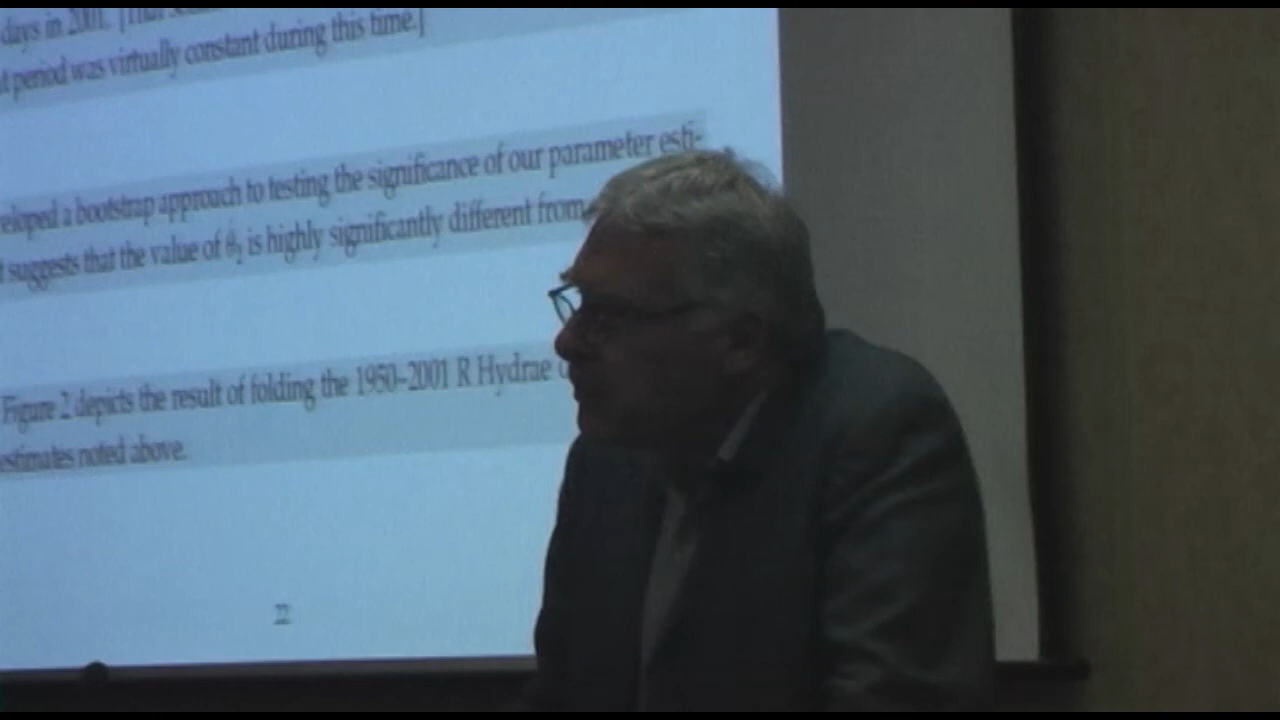 days in 2001.
period was virtually constant during this time.]
a bootstrap approach to testing the significance of our parameter esti-
suggests that the value of θ̂₂ is highly significantly different from
Figure 2 depicts the result of folding the 1950–2001 R Hydrae
estimates noted above.
22